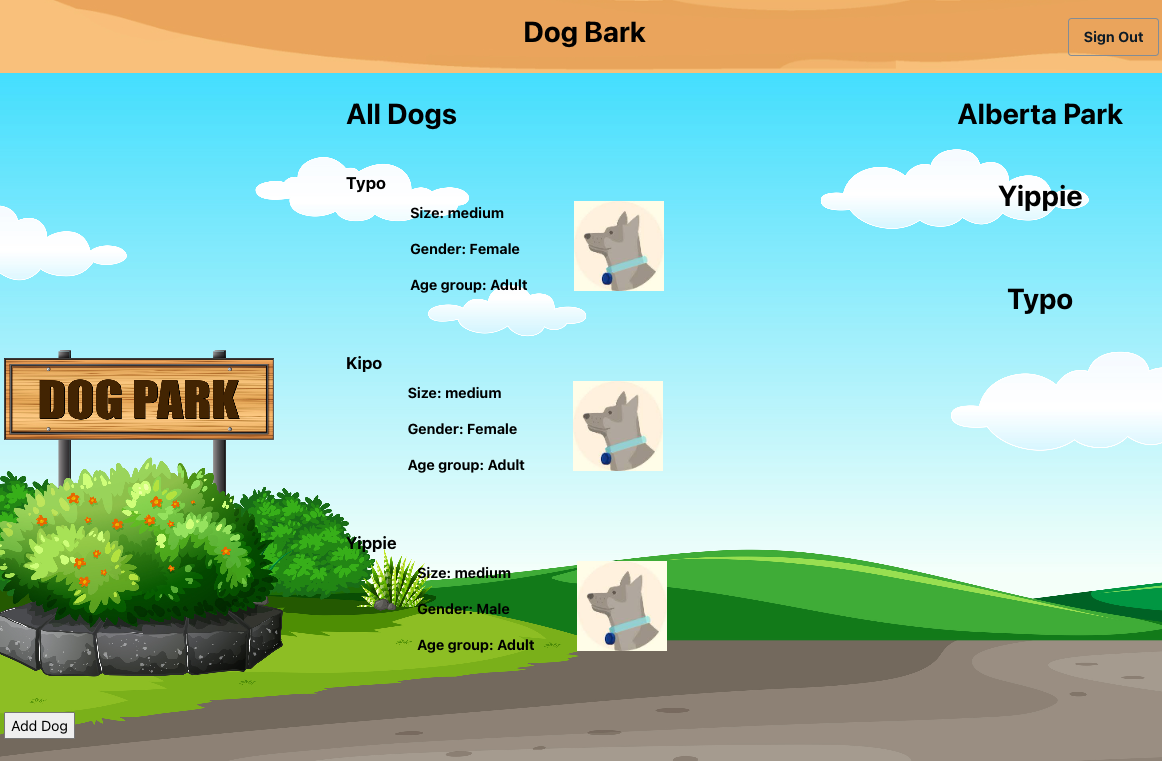 Dog Bark
Sign Out
All Dogs
Typo
Size: medium
Gender: Female
Age group: Adult
Kipo
Size: medium
Gender: Female
Age group: Adult
Yippie
Size: medium
Gender: Male
Age group: Adult
Alberta Park
Yippie
Typo
DOG PARK
Add Dog